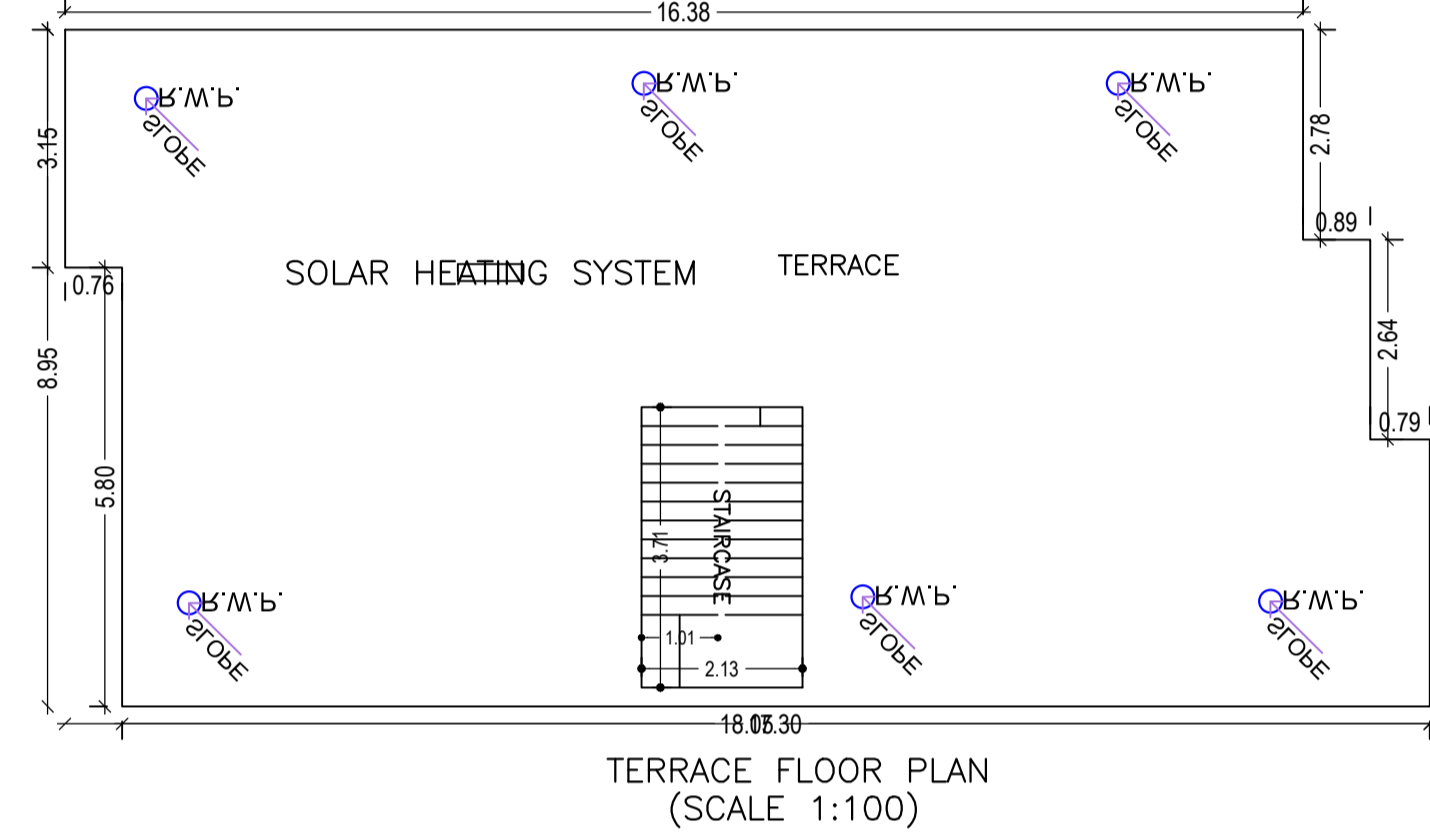 16.38
R.W.P.
SLOPE
R.W.P.
SLOPE
R.W.P.
SLOPE
3.15
2.78
0.89
SOLAR HEATING SYSTEM
TERRACE
0.76
8.95
2.64
0.79
5.80
STAIRCASE
3.71
R.W.P.
SLOPE
R.W.P.
SLOPE
R.W.P.
SLOPE
1.01
2.13
17.30
TERRACE FLOOR PLAN
(SCALE 1:100)